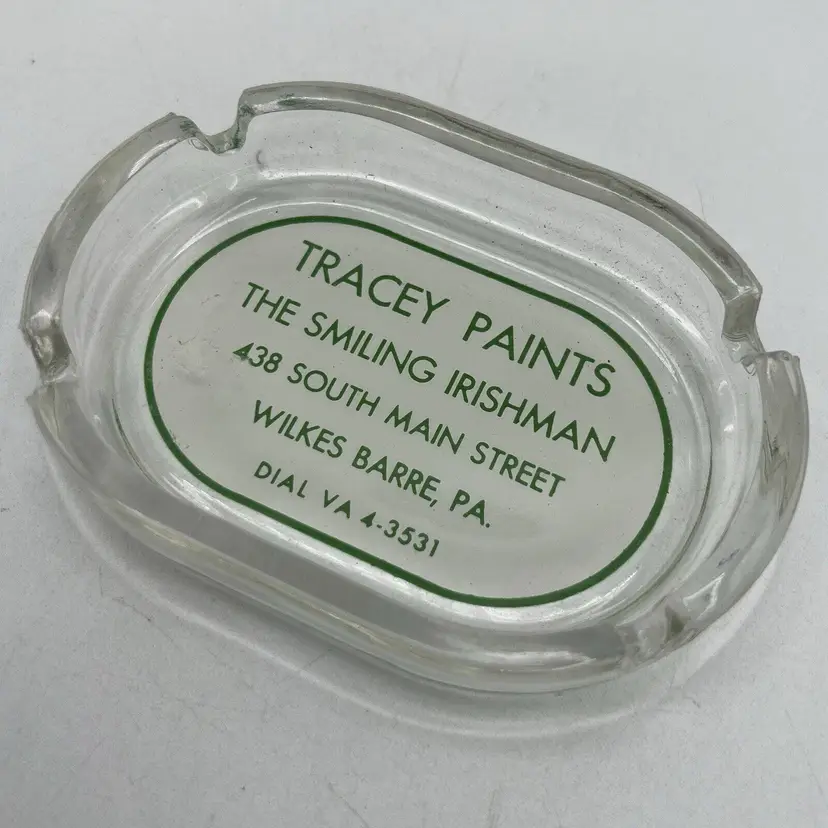 TRACEY PAINTS
THE SMILING IRISHMAN
438 SOUTH MAIN STREET
WILKES BARRE, PA.
DIAL VA 4-3531